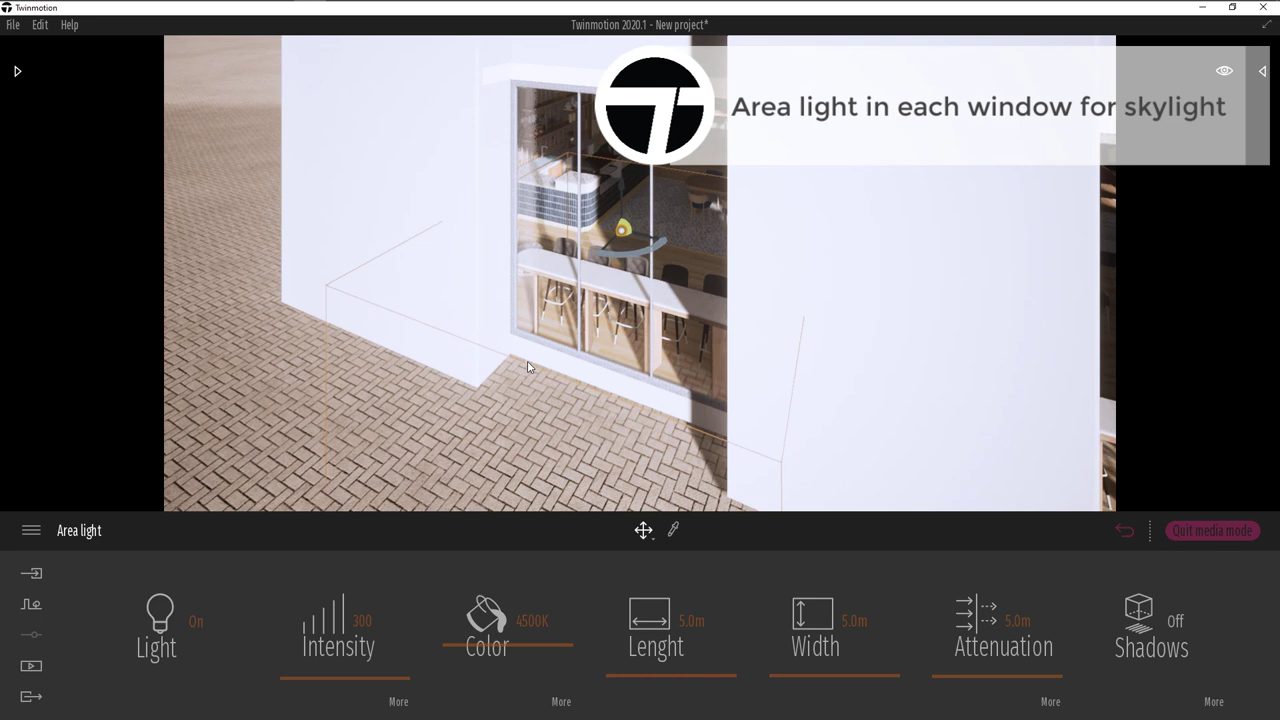 Twinmotion
File Edit Help
Twinmotion 2020.1 - New project*
Area light in each window for skylight
Area light
Quit media mode
Light On
Intensity 300
Color 4500K
Lenght 5.0m
Width 5.0m
Attenuation 5.0m
Shadows Off
More More More More